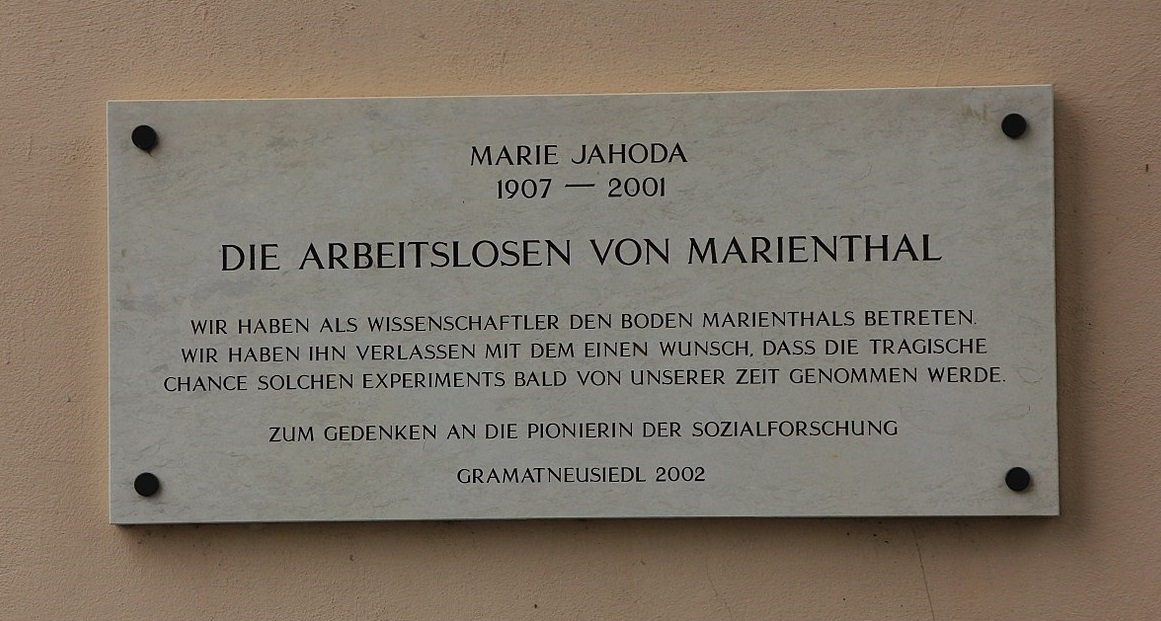 MARIE JAHODA
1907 — 2001
DIE ARBEITSLOSEN VON MARIENTHAL
WIR HABEN ALS WISSENSCHAFTLER DEN BODEN MARIENTHALS BETRETEN.
WIR HABEN IHN VERLASSEN MIT DEM EINEN WUNSCH, DASS DIE TRAGISCHE
CHANCE SOLCHEN EXPERIMENTS BALD VON UNSERER ZEIT GENOMMEN WERDE.
ZUM GEDENKEN AN DIE PIONIERIN DER SOZIALFORSCHUNG
GRAMATNEUSIEDL 2002